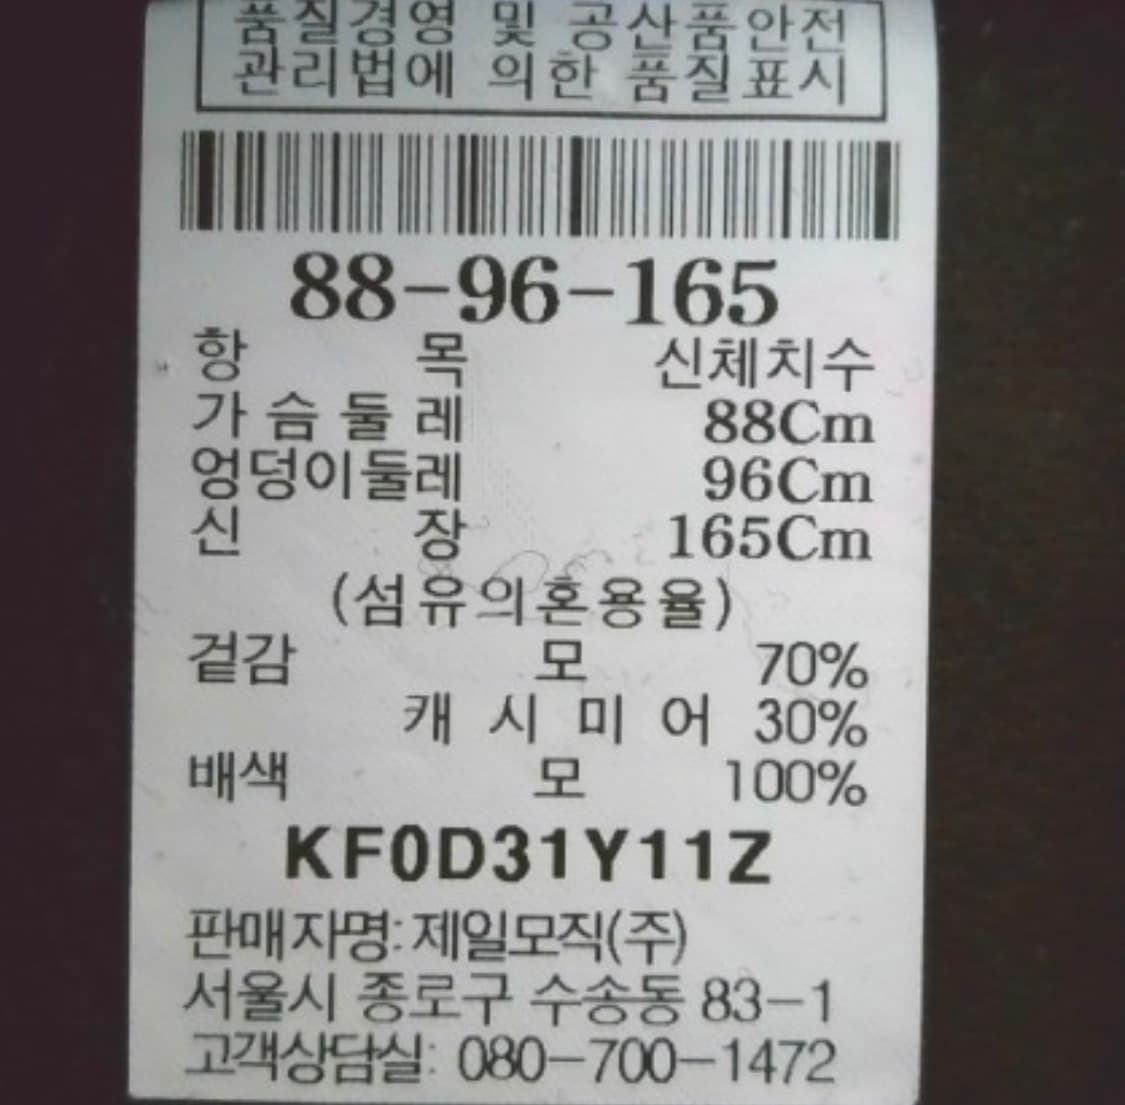 품질경영 및 공산품안전
관리법에 의한 품질표시
88-96-165
항 목 신체치수
가슴둘레 88Cm
엉덩이둘레 96Cm
신 장 165Cm
(섬유의혼용율)
겉감 모 70%
캐시미어 30%
배색 모 100%
KF0D31Y11Z
판매자명: 제일모직(주)
서울시 종로구 수송동 83-1
고객상담실: 080-700-1472